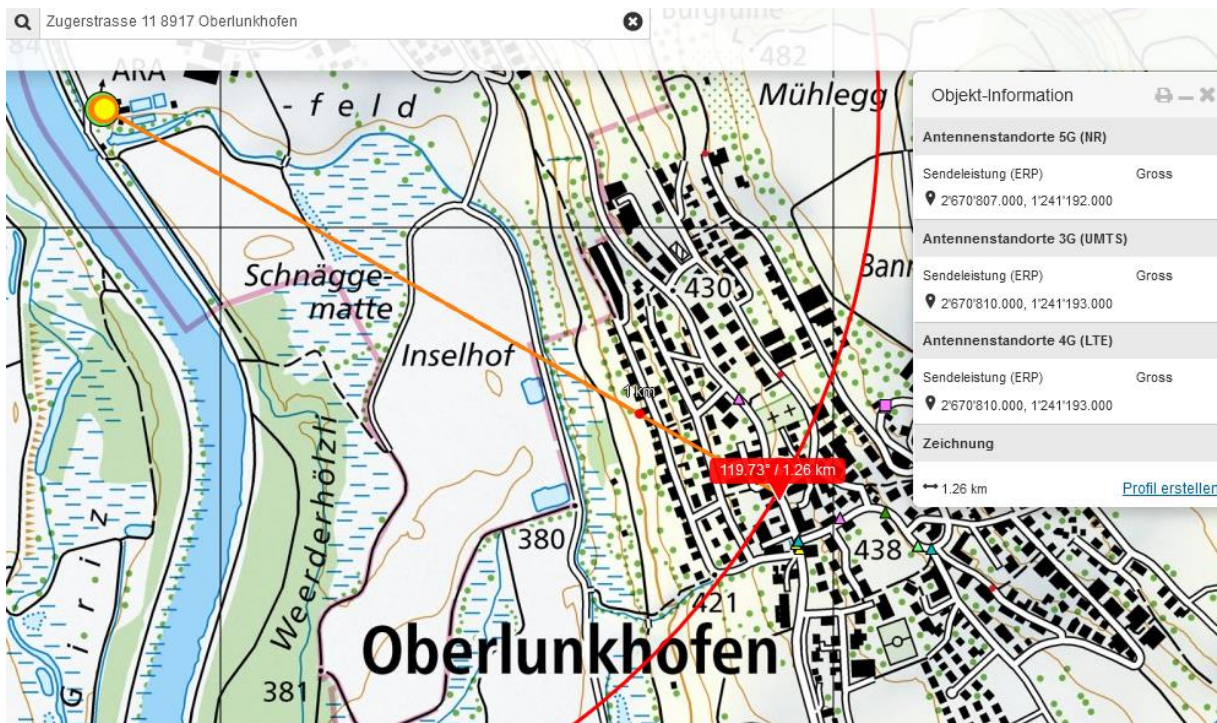 Zugerstrasse 11 8917 Oberlunkhofen
Burgruine
84
482
ARA
- f e l d
Mühlegg
Objekt-Information
Antennenstandorte 5G (NR)
Sendeleistung (ERP) Gross
2'670'807.000, 1'241'192.000
Antennenstandorte 3G (UMTS)
Sendeleistung (ERP) Gross
2'670'810.000, 1'241'193.000
Antennenstandorte 4G (LTE)
Sendeleistung (ERP) Gross
2'670'810.000, 1'241'193.000
Zeichnung
1.26 km Profil erstellen
Schnägge-
matte
430
Bann
Inselhof
1 km
119.73° / 1.26 km
Weerderhölzli
G i r i z
380
438
421
Oberlunkhofen
381